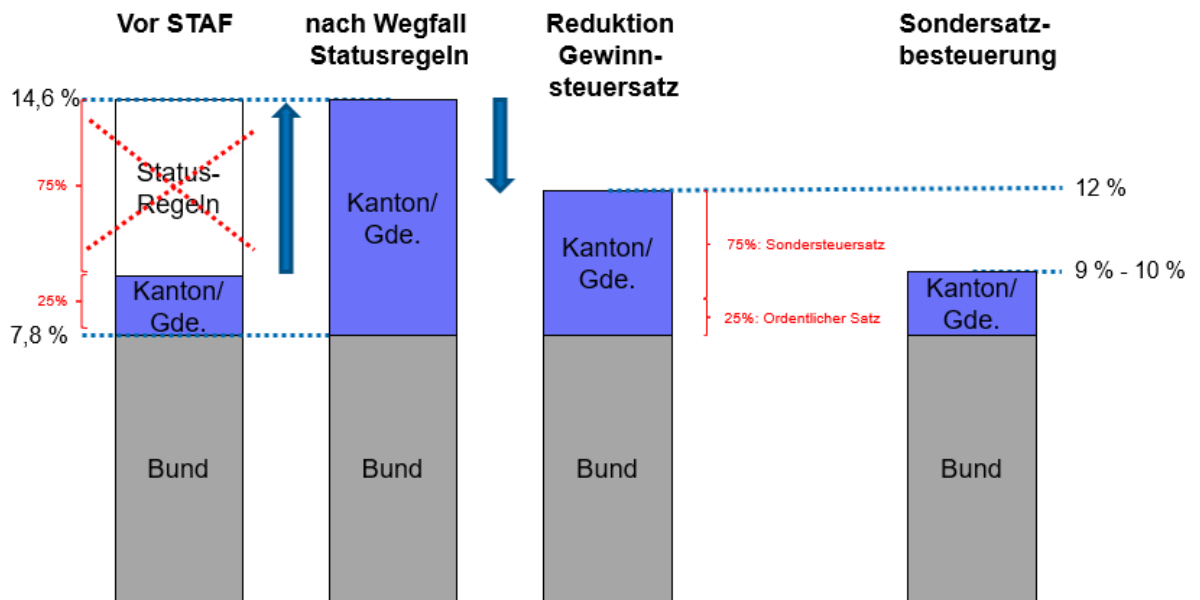 Vor STAF
nach Wegfall
Statusregeln
Reduktion
Gewinn-
steuersatz
Sondersatz-
besteuerung
14,6 %
75%
Status-
Regeln
25%
Kanton/
Gde.
7,8 %
Bund
Kanton/
Gde.
Bund
Kanton/
Gde.
Bund
75%: Sondersteuersatz
25%: Ordentlicher Satz
12 %
9 % - 10 %
Kanton/
Gde.
Bund